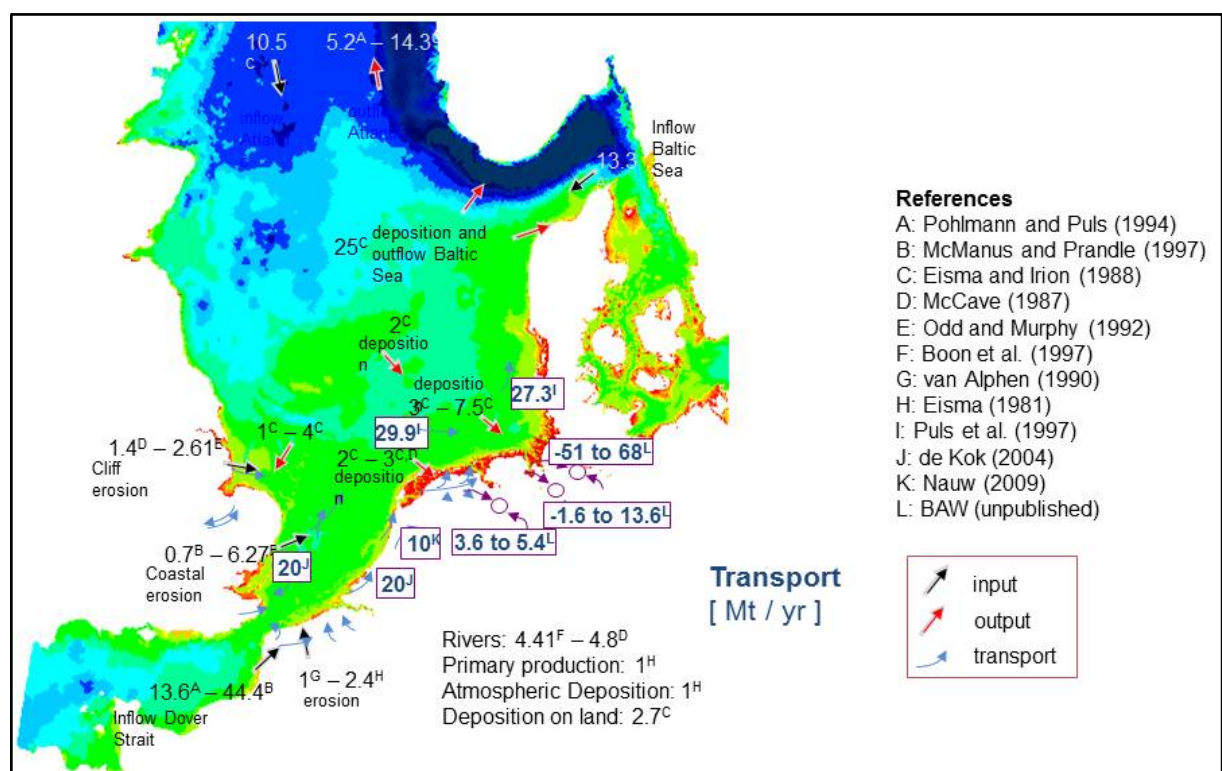 10.5
C
5.2A – 14.39
inflow
outflo
Atlant
Inflow
Baltic
Sea
13.3
25C
deposition and
outflow Baltic
Sea
2C
depositio
n
depositio
n
3C – 7.5C
27.3I
29.9I
1C – 4C
1.4D – 2.61E
Cliff
erosion
2C – 3C,D
depositio
n
-51 to 68L
-1.6 to 13.6L
3.6 to 5.4L
0.7B – 6.27E
Coastal
erosion
20J
10K
20J
13.6A – 44.4B
Inflow Dover
Strait
1G – 2.4H
erosion
Rivers: 4.41F – 4.8D
Primary production: 1H
Atmospheric Deposition: 1H
Deposition on land: 2.7C
Transport
[ Mt / yr ]
References
A: Pohlmann and Puls (1994)
B: McManus and Prandle (1997)
C: Eisma and Irion (1988)
D: McCave (1987)
E: Odd and Murphy (1992)
F: Boon et al. (1997)
G: van Alphen (1990)
H: Eisma (1981)
I: Puls et al. (1997)
J: de Kok (2004)
K: Nauw (2009)
L: BAW (unpublished)
input
output
transport